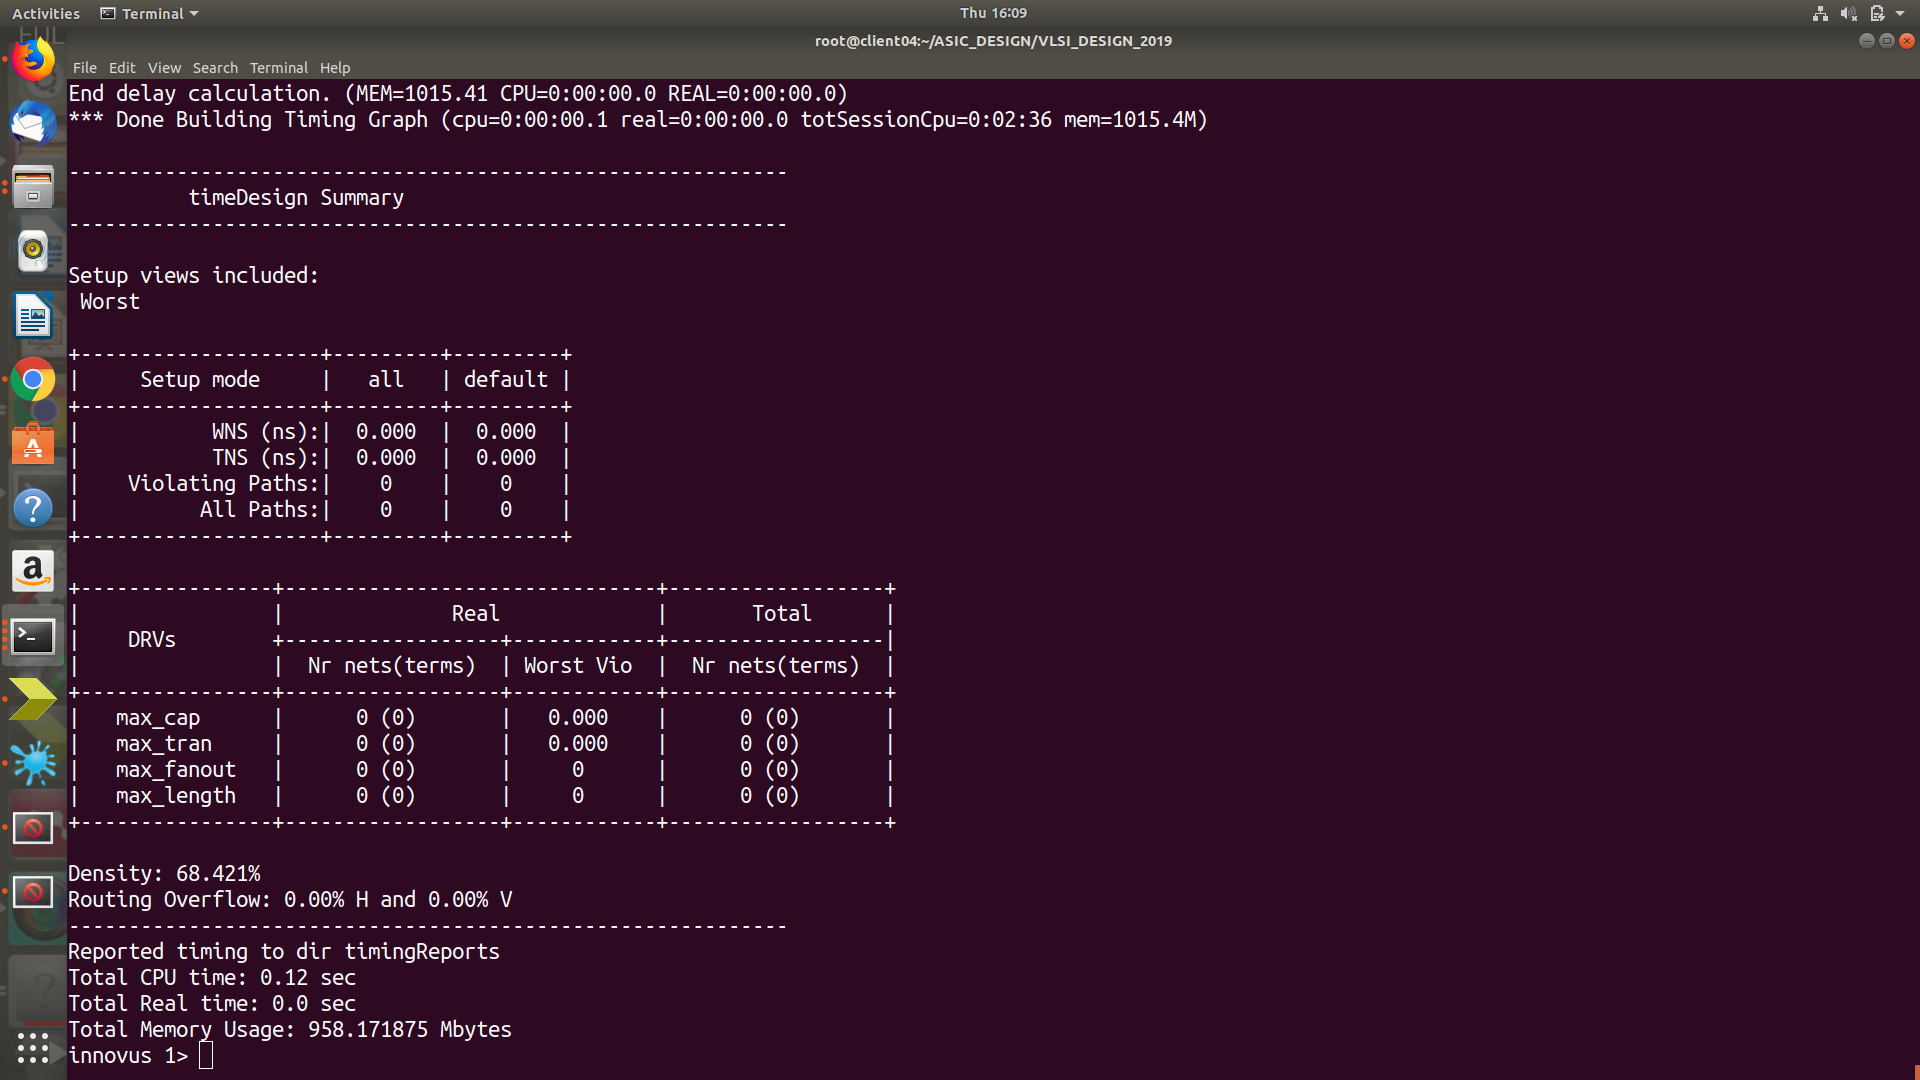 Activities Terminal Thu 16:09
root@client04:~/ASIC_DESIGN/VLSI_DESIGN_2019
File Edit View Search Terminal Help
End delay calculation. (MEM=1015.41 CPU=0:00:00.0 REAL=0:00:00.0)
*** Done Building Timing Graph (cpu=0:00:00.1 real=0:00:00.0 totSessionCpu=0:02:36 mem=1015.4M)
------------------------------------------------------------
          timeDesign Summary
------------------------------------------------------------
Setup views included:
 Worst
+--------------------+---------+---------+
|     Setup mode     |   all   | default |
+--------------------+---------+---------+
|           WNS (ns):|  0.000  |  0.000  |
|           TNS (ns):|  0.000  |  0.000  |
|    Violating Paths:|    0    |    0    |
|          All Paths:|    0    |    0    |
+--------------------+---------+---------+
+----------------+-------------------------------+------------------+
|                |              Real             |       Total      |
|    DRVs        +------------------+------------+------------------|
|                |  Nr nets(terms)  | Worst Vio  |  Nr nets(terms)  |
+----------------+------------------+------------+------------------+
|   max_cap      |      0 (0)       |   0.000    |      0 (0)       |
|   max_tran     |      0 (0)       |   0.000    |      0 (0)       |
|   max_fanout   |      0 (0)       |     0      |      0 (0)       |
|   max_length   |      0 (0)       |     0      |      0 (0)       |
+----------------+------------------+------------+------------------+
Density: 68.421%
Routing Overflow: 0.00% H and 0.00% V
------------------------------------------------------------
Reported timing to dir timingReports
Total CPU time: 0.12 sec
Total Real time: 0.0 sec
Total Memory Usage: 958.171875 Mbytes
innovus 1>